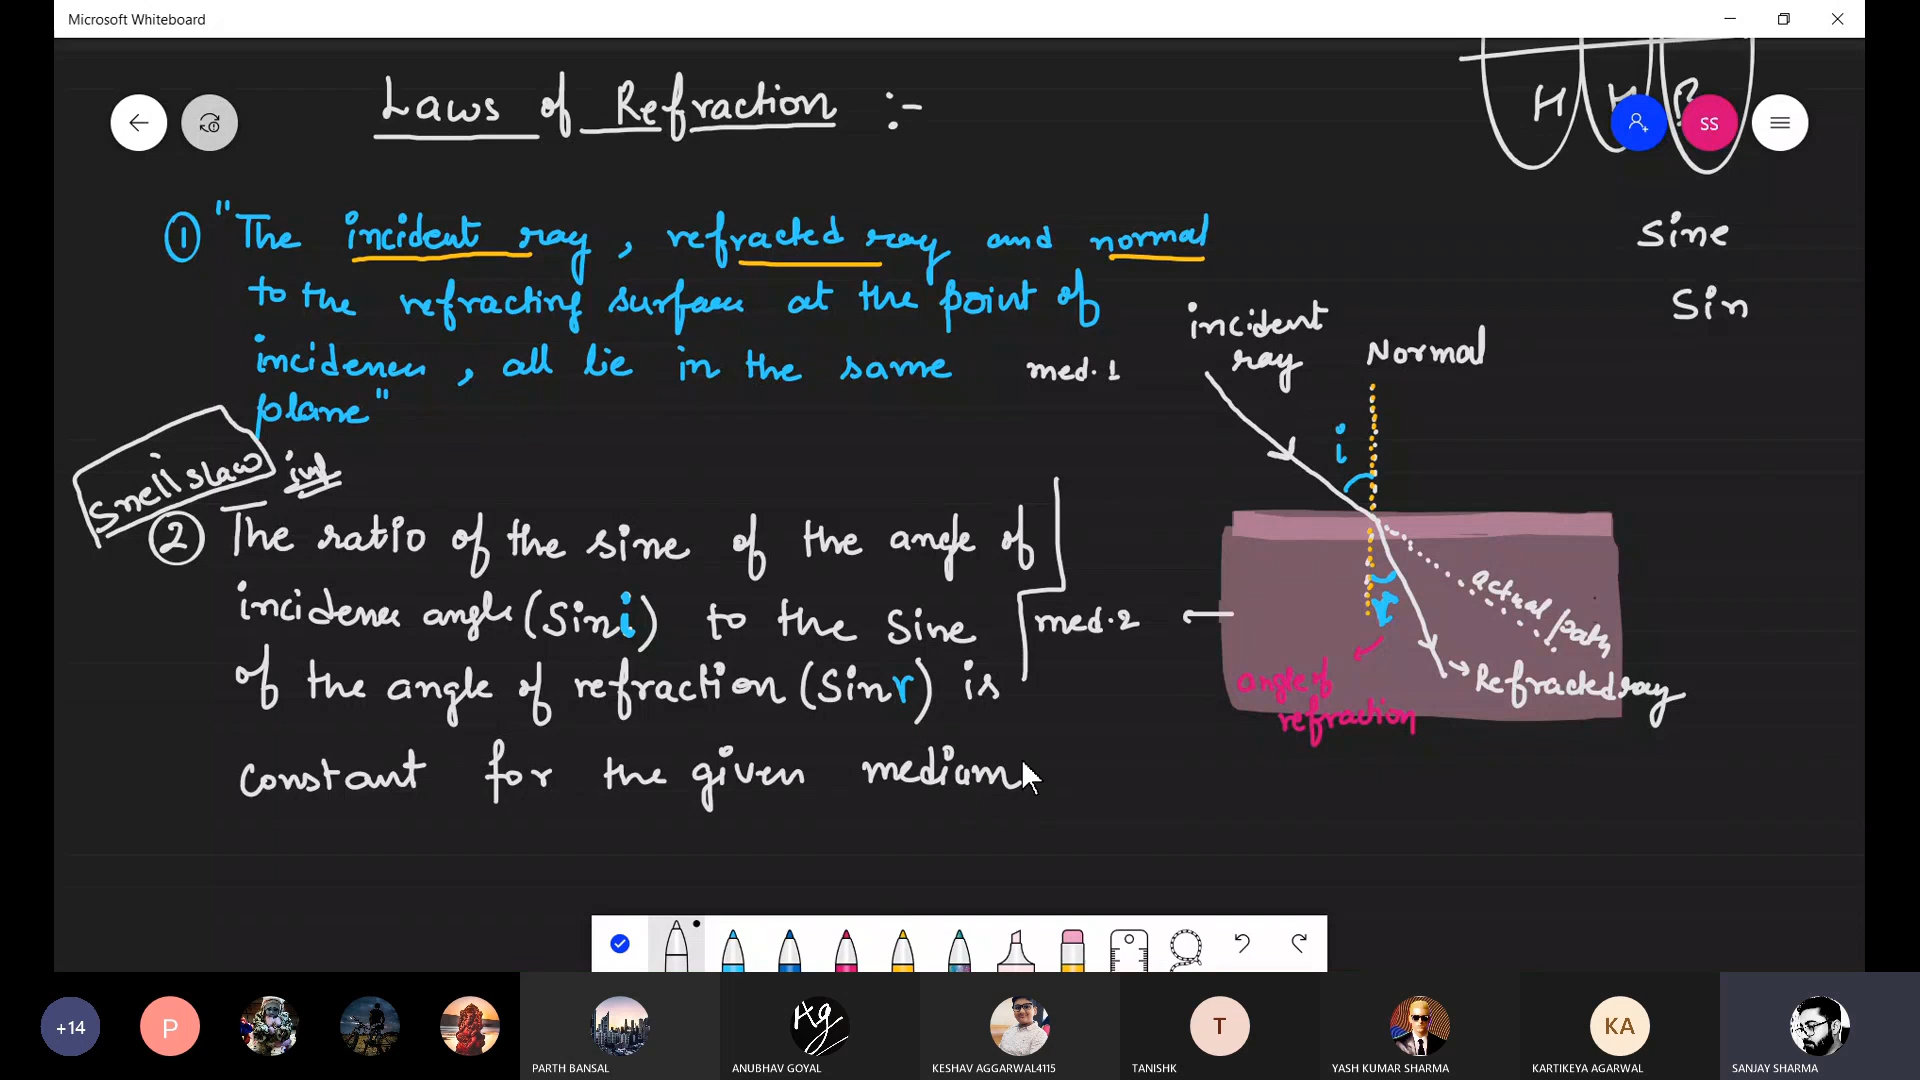 Microsoft Whiteboard
Laws of Refraction :-
H
SS
① "The incident ray, refracted ray and normal
to the refracting surface at the point of
incidence, all lie in the same
plane"
Sine
Sin
incident
ray
Normal
med. 1
i
Snell's law
imp
② The ratio of the sine of the angle of
incidence angle (Sin i) to the sine
of the angle of refraction (Sin r) is
constant for the given medium
med. 2
r
actual path
Refracted ray
angle of
refraction
+14
P
Hg
T
KA
PARTH BANSAL
ANUBHAV GOYAL
KESHAV AGGARWAL4115
TANISHK
YASH KUMAR SHARMA
KARTIKEYA AGARWAL
SANJAY SHARMA